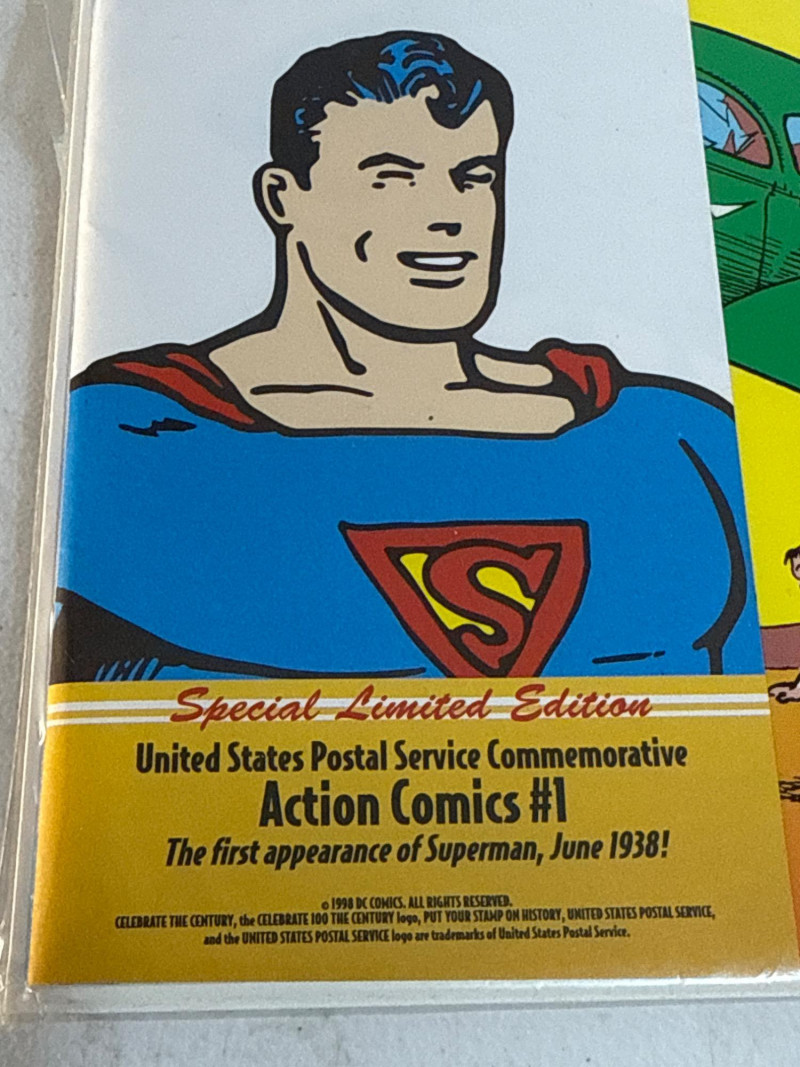 S
Special Limited Edition
United States Postal Service Commemorative
Action Comics #1
The first appearance of Superman, June 1938!
© 1998 DC COMICS. ALL RIGHTS RESERVED.
CELEBRATE THE CENTURY, the CELEBRATE 100 THE CENTURY logo, PUT YOUR STAMP ON HISTORY, UNITED STATES POSTAL SERVICE,
and the UNITED STATES POSTAL SERVICE logo are trademarks of United States Postal Service.